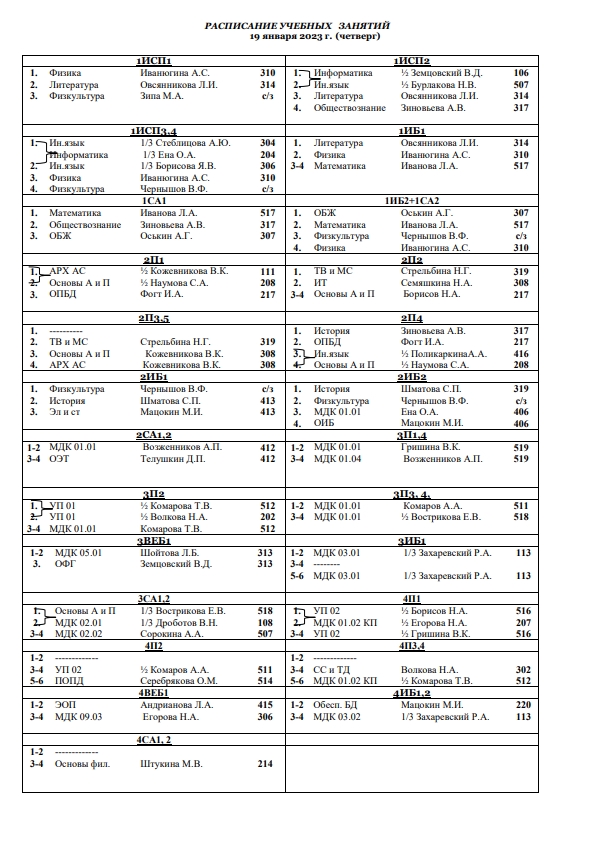 РАСПИСАНИЕ УЧЕБНЫХ ЗАНЯТИЙ
19 января 2023 г. (четверг)
1ИСП1
1. Физика Иванюгина А.С. 310
2. Литература Овсянникова Л.И. 314
3. Физкультура Зипа М.А. с/з
1ИСП2
1. Информатика ½ Земцовский В.Д. 106
2. Ин.язык ½ Бурлакова Н.В. 507
3. Литература Овсянникова Л.И. 314
4. Обществознание Зиновьева А.В. 317
1ИСП3,4
1. Ин.язык 1/3 Стеблицова А.Ю. 304
Информатика 1/3 Ена О.А. 204
2. Ин.язык 1/3 Борисова Я.В. 306
3. Физика Иванюгина А.С. 310
4. Физкультура Чернышов В.Ф. с/з
1ИБ1
1. Литература Овсянникова Л.И. 314
2. Физика Иванюгина А.С. 310
3-4 Математика Иванова Л.А. 517
1СА1
1. Математика Иванова Л.А. 517
2. Обществознание Зиновьева А.В. 317
3. ОБЖ Оськин А.Г. 307
1ИБ2+1СА2
1. ОБЖ Оськин А.Г. 307
2. Математика Иванова Л.А. 517
3. Физкультура Чернышов В.Ф. с/з
4. Физика Иванюгина А.С. 310
2П1
1. АРХ АС ½ Кожевникова В.К. 111
2. Основы А и П ½ Наумова С.А. 208
3. ОПБД Фогт И.А. 217
2П2
1. ТВ и МС Стрельбина Н.Г. 319
2. ИТ Семяшкина Н.А. 308
3-4 Основы А и П Борисов Н.А. 217
2П3,5
1. ----------
2. ТВ и МС Стрельбина Н.Г. 319
3. Основы А и П Кожевникова В.К. 308
4. АРХ АС Кожевникова В.К. 308
2П4
1. История Зиновьева А.В. 317
2. ОПБД Фогт И.А. 217
3. Ин.язык ½ ПоликаркинаА.А. 416
4. Основы А и П ½ Наумова С.А. 208
2ИБ1
1. Физкультура Чернышов В.Ф. с/з
2. История Шматова С.П. 413
3. Эл и ст Мацокин М.И. 413
2ИБ2
1. История Шматова С.П. 319
2. Физкультура Чернышов В.Ф. с/з
3. МДК 01.01 Ена О.А. 406
4. ОИБ Мацокин М.И. 406
2СА1,2
1-2 МДК 01.01 Возженников А.П. 412
3-4 ОЭТ Телушкин Д.П. 412
3П1,4
1-2 МДК 01.01 Гришина В.К. 519
3-4 МДК 01.04 Возженников А.П. 519
3П2
1. УП 01 ½ Комарова Т.В. 512
2. УП 01 ½ Волкова Н.А. 202
3-4 МДК 01.01 Комарова Т.В. 512
3П3, 4,
1-2 МДК 01.01 Комаров А.А. 511
3-4 МДК 01.01 ½ Вострикова Е.В. 518
3ВЕБ1
1-2 МДК 05.01 Шойтова Л.Б. 313
3. ОФГ Земцовский В.Д. 313
3ИБ1
1-2 МДК 03.01 1/3 Захаревский Р.А. 113
3-4 --------
5-6 МДК 03.01 1/3 Захаревский Р.А. 113
3СА1,2
1. Основы А и П 1/3 Вострикова Е.В. 518
2. МДК 02.01 1/3 Дроботов В.Н. 108
3-4 МДК 02.02 Сорокина А.А. 507
4П1
1. УП 02 ½ Борисов Н.А. 516
2. МДК 01.02 КП ½ Егорова Н.А. 207
3-4 УП 02 ½ Гришина В.К. 516
4П2
1-2 -------------
3-4 УП 02 ½ Комаров А.А. 511
5-6 ПОПД Серебрякова О.М. 514
4П3,4
1-2 -------------
3-4 СС и ТД Волкова Н.А. 302
5-6 МДК 01.02 КП ½ Комарова Т.В. 512
4ВЕБ1
1-2 ЭОП Андрианова Л.А. 415
3-4 МДК 09.03 Егорова Н.А. 306
4ИБ1,2
1-2 Обесп. БД Мацокин М.И. 220
3-4 МДК 03.02 1/3 Захаревский Р.А. 113
4СА1, 2
1-2 -------------
3-4 Основы фил. Штукина М.В. 214